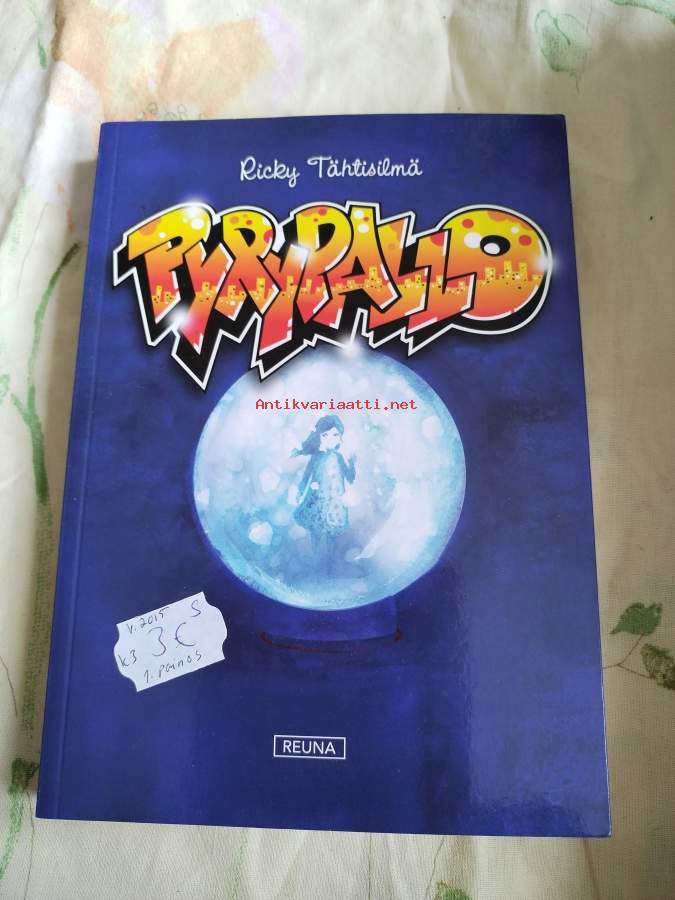 Ricky Tähtisilmä
PYRYPALLO
Antikvariaatti.net
v. 2015 S
K3 3€
1. painos
REUNA